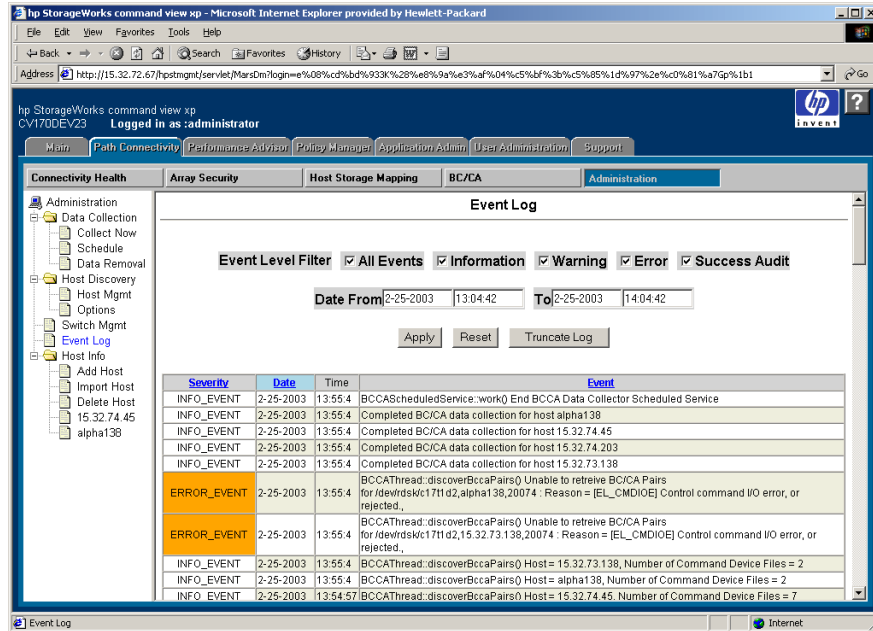 hp StorageWorks command view xp - Microsoft Internet Explorer provided by Hewlett-Packard
File Edit View Favorites Tools Help
Back Search Favorites History
Address http://15.32.72.67/hpstmgmt/servlet/MarsDm?login=e%08%cd%bd%933K%28%e8%9a%e3%af%04%c5%bf%3b%c5%85%1d%97%2e%c0%81%a7Gp%1b1 Go
hp StorageWorks command view xp
CV170DEV23 Logged in as :administrator
hp invent ?
Main Path Connectivity Performance Advisor Policy Manager Application Admin User Administration Support
Connectivity Health Array Security Host Storage Mapping BC/CA Administration
Administration
Data Collection
Collect Now
Schedule
Data Removal
Host Discovery
Host Mgmt
Options
Switch Mgmt
Event Log
Host Info
Add Host
Import Host
Delete Host
15.32.74.45
alpha138
Event Log
Event Level Filter All Events Information Warning Error Success Audit
Date From 2-25-2003 13:04:42 To 2-25-2003 14:04:42
Apply Reset Truncate Log
Severity Date Time Event
INFO_EVENT 2-25-2003 13:55:4 BCCAScheduledService::work() End BCCA Data Collector Scheduled Service
INFO_EVENT 2-25-2003 13:55:4 Completed BC/CA data collection for host alpha138
INFO_EVENT 2-25-2003 13:55:4 Completed BC/CA data collection for host 15.32.74.45
INFO_EVENT 2-25-2003 13:55:4 Completed BC/CA data collection for host 15.32.74.203
INFO_EVENT 2-25-2003 13:55:4 Completed BC/CA data collection for host 15.32.73.138
ERROR_EVENT 2-25-2003 13:55:4 BCCAThread::discoverBccaPairs() Unable to retreive BC/CA Pairs
for /dev/rdsk/c17t1d2,alpha138,20074 : Reason = [EL_CMDIOE] Control command I/O error, or
rejected.,
ERROR_EVENT 2-25-2003 13:55:4 BCCAThread::discoverBccaPairs() Unable to retreive BC/CA Pairs
for /dev/rdsk/c17t1d2,15.32.73.138,20074 : Reason = [EL_CMDIOE] Control command I/O error, or
rejected.,
INFO_EVENT 2-25-2003 13:55:4 BCCAThread::discoverBccaPairs() Host = 15.32.73.138, Number of Command Device Files = 2
INFO_EVENT 2-25-2003 13:55:4 BCCAThread::discoverBccaPairs() Host = alpha138, Number of Command Device Files = 2
INFO_EVENT 2-25-2003 13:54:57 BCCAThread::discoverBccaPairs() Host = 15.32.74.45, Number of Command Device Files = 7
Event Log Internet